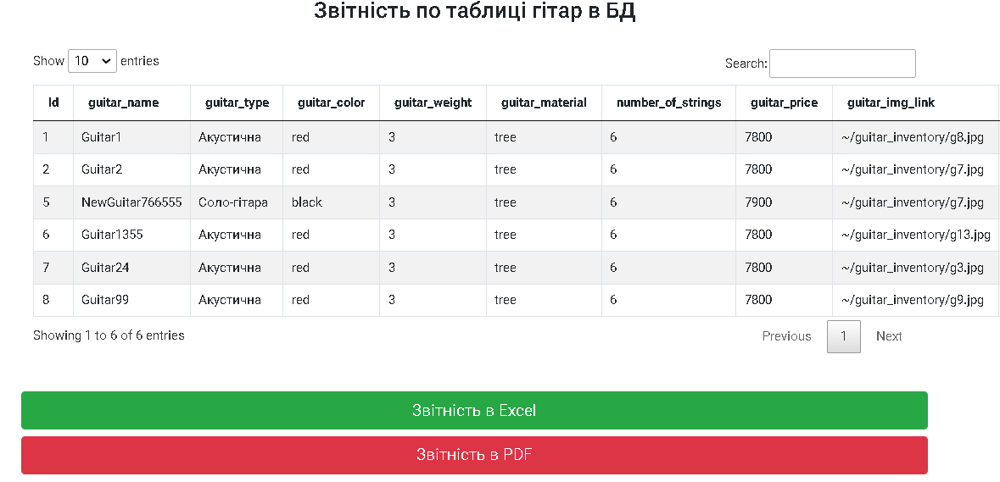 Звітність по таблиці гітар в БД
Show 10 entries Search:
Id guitar_name guitar_type guitar_color guitar_weight guitar_material number_of_strings guitar_price guitar_img_link
1 Guitar1 Акустична red 3 tree 6 7800 ~/guitar_inventory/g8.jpg
2 Guitar2 Акустична red 3 tree 6 7800 ~/guitar_inventory/g7.jpg
5 NewGuitar766555 Соло-гітара black 3 tree 6 7900 ~/guitar_inventory/g7.jpg
6 Guitar1355 Акустична red 3 tree 6 7800 ~/guitar_inventory/g13.jpg
7 Guitar24 Акустична red 3 tree 6 7800 ~/guitar_inventory/g3.jpg
8 Guitar99 Акустична red 3 tree 6 7800 ~/guitar_inventory/g9.jpg
Showing 1 to 6 of 6 entries Previous 1 Next
Звітність в Excel
Звітність в PDF